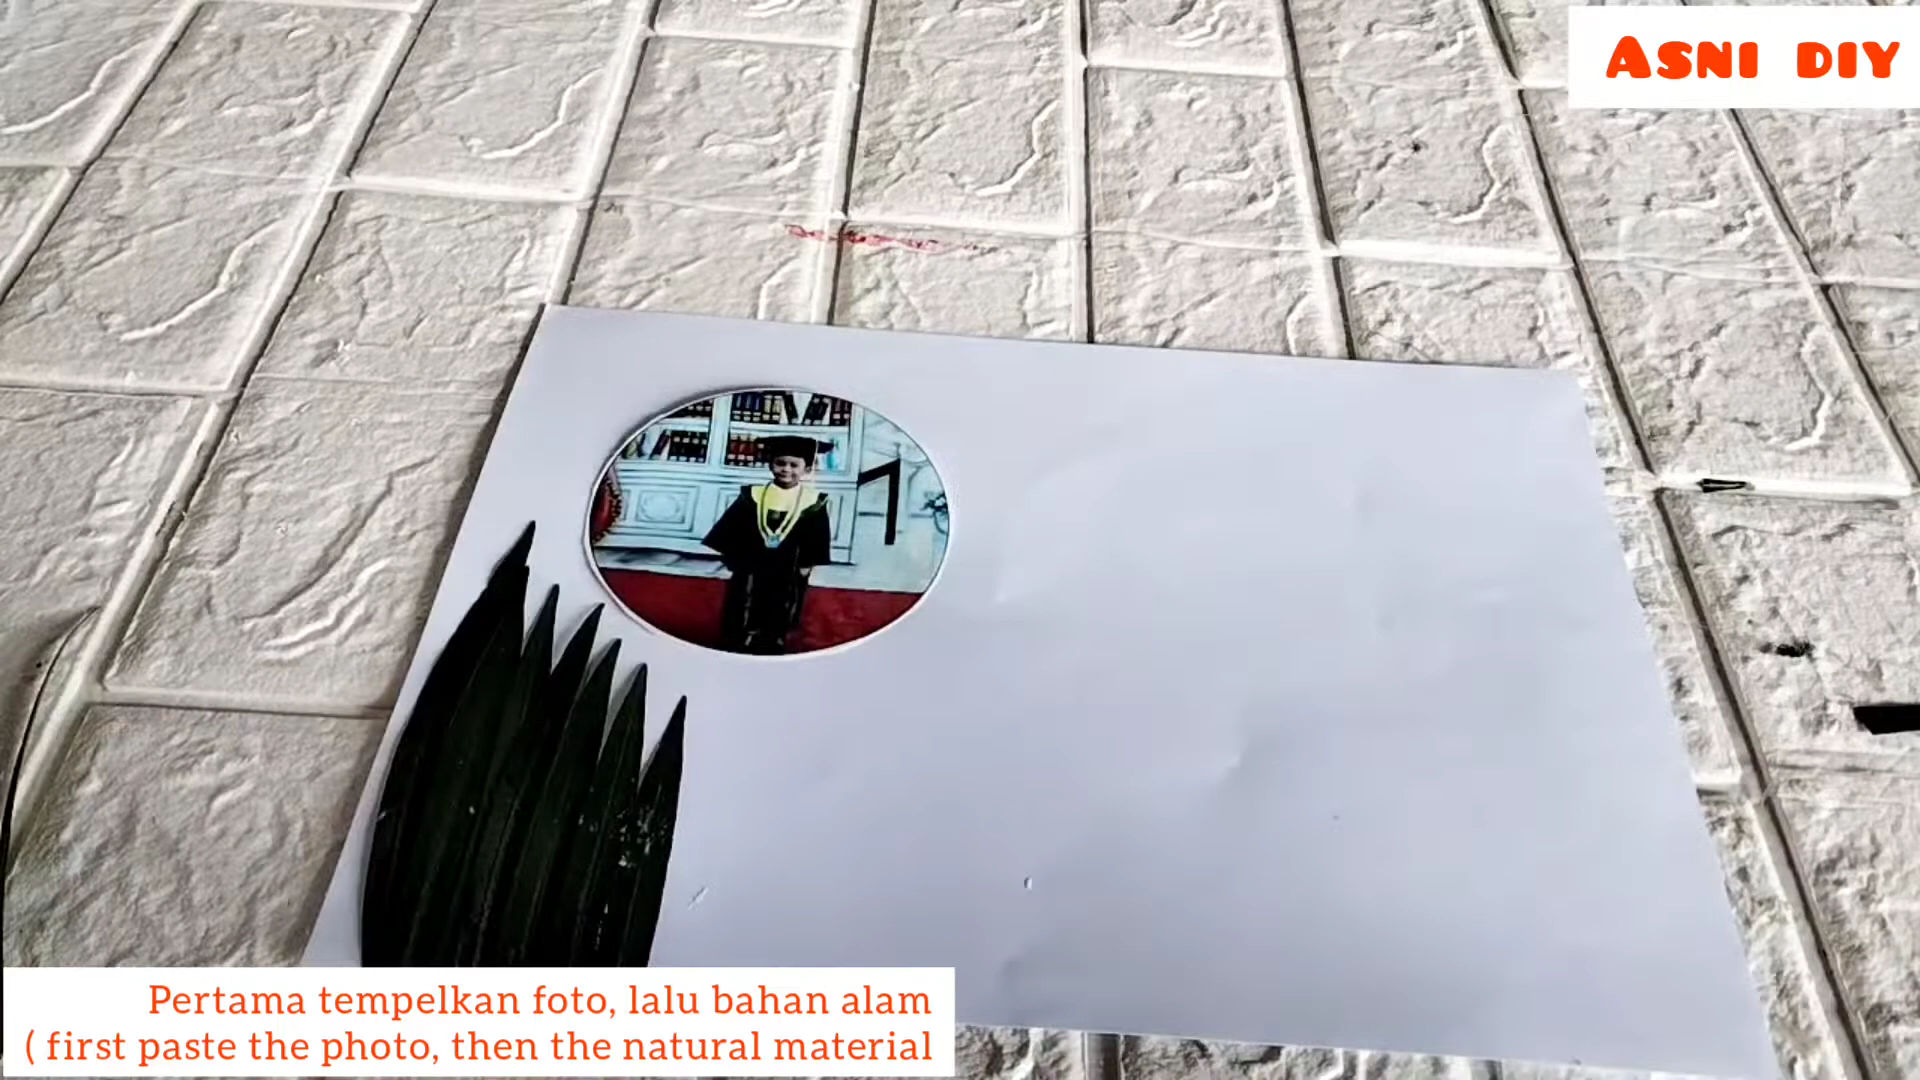 ASNI DIY
Pertama tempelkan foto, lalu bahan alam
( first paste the photo, then the natural material